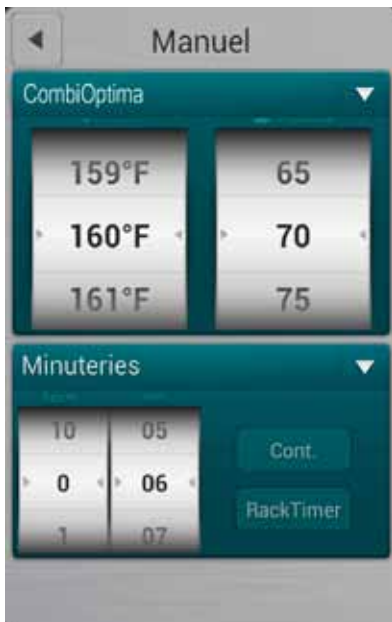 Manuel
CombiOptima
159°F 65
160°F 70
161°F 75
Minuteries
10 05
Cont.
0 06
RackTimer
1 07